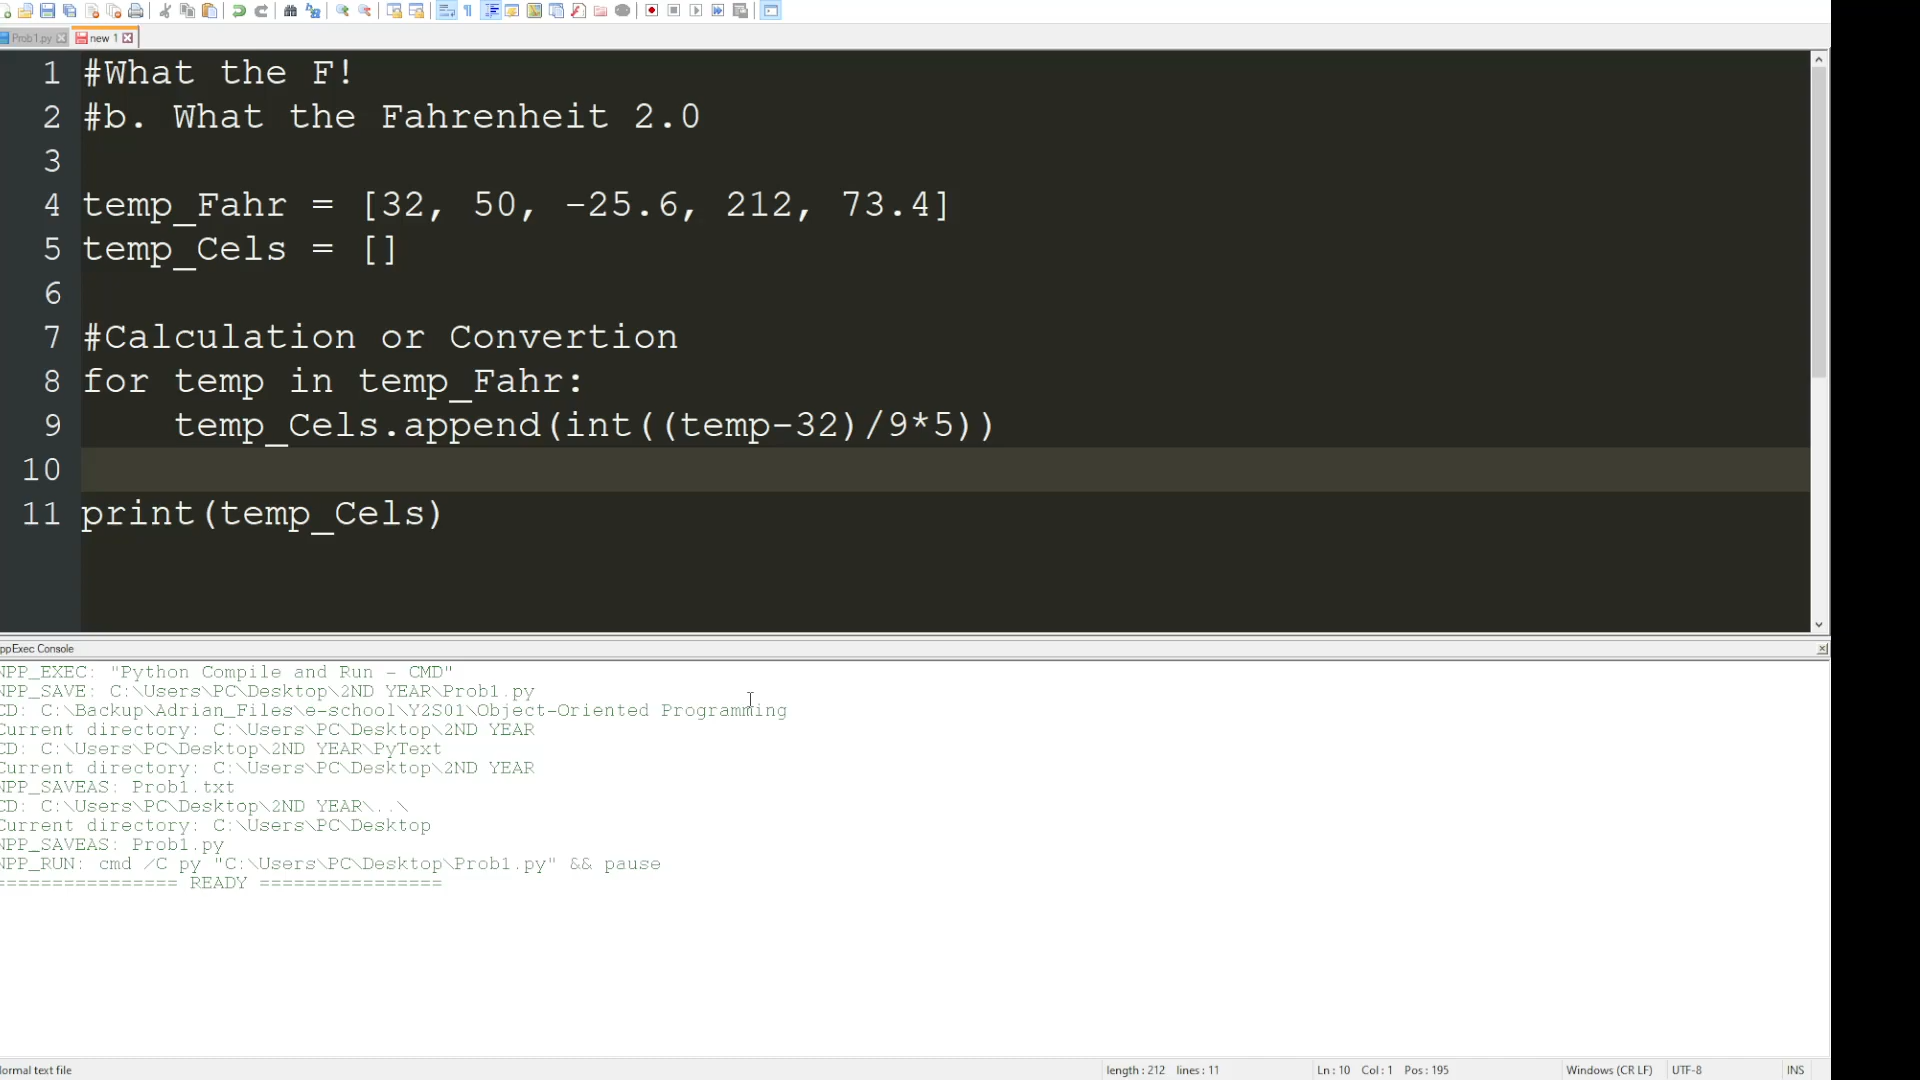 Prob1.py
new 1
1 #What the F!
2 #b. What the Fahrenheit 2.0
3
4 temp_Fahr = [32, 50, -25.6, 212, 73.4]
5 temp_Cels = []
6
7 #Calculation or Convertion
8 for temp in temp_Fahr:
9 temp_Cels.append(int((temp-32)/9*5))
10
11 print(temp_Cels)
ppExec Console
NPP_EXEC: "Python Compile and Run - CMD"
NPP_SAVE: C:\Users\PC\Desktop\2ND YEAR\Prob1.py
CD: C:\Backup\Adrian_Files\e-school\Y2S01\Object-Oriented Programming
Current directory: C:\Users\PC\Desktop\2ND YEAR
CD: C:\Users\PC\Desktop\2ND YEAR\PyText
Current directory: C:\Users\PC\Desktop\2ND YEAR
NPP_SAVEAS: Prob1.txt
CD: C:\Users\PC\Desktop\2ND YEAR\..\
Current directory: C:\Users\PC\Desktop
NPP_SAVEAS: Prob1.py
NPP_RUN: cmd /C py "C:\Users\PC\Desktop\Prob1.py" && pause
================ READY ================
Normal text file length : 212 lines : 11 Ln : 10 Col : 1 Pos : 195 Windows (CR LF) UTF-8 INS